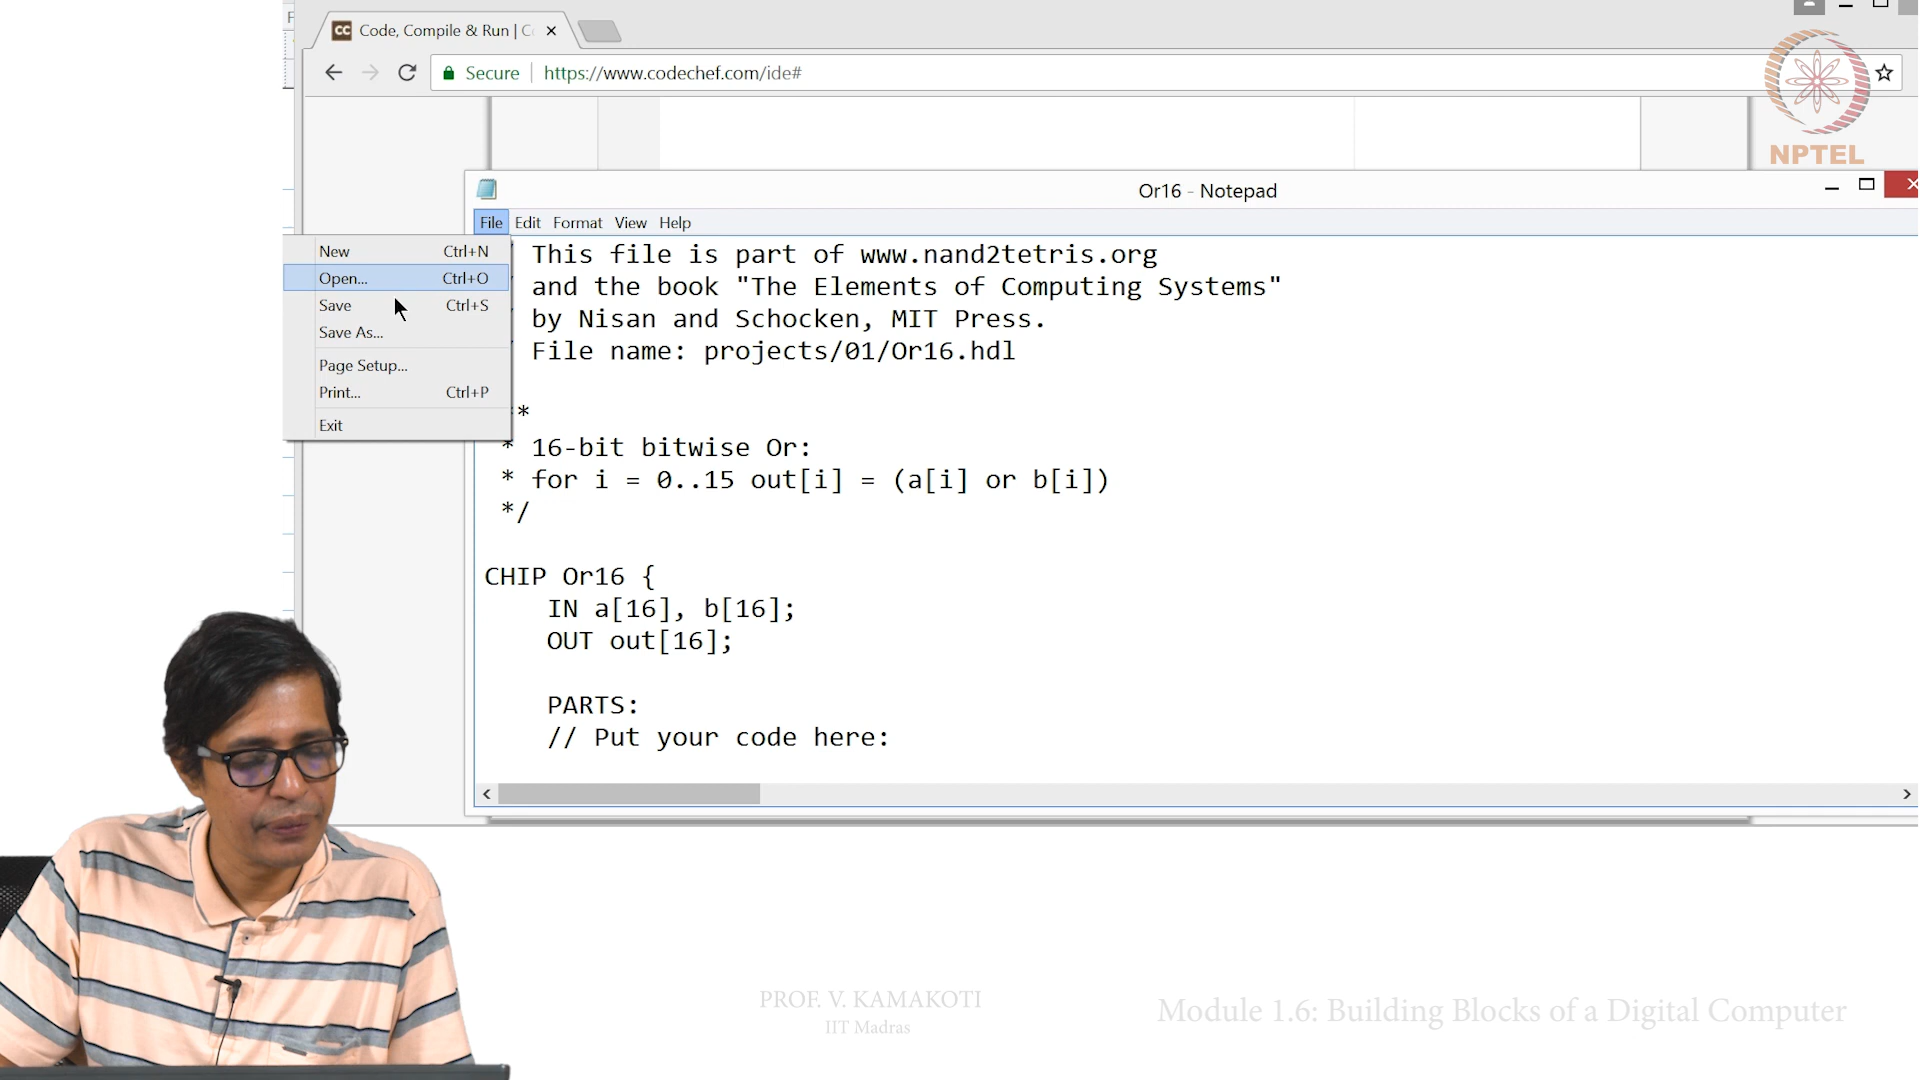 CC Code, Compile & Run |
Secure https://www.codechef.com/ide#
NPTEL
Or16 - Notepad
File Edit Format View Help
New Ctrl+N
Open... Ctrl+O
Save Ctrl+S
Save As...
Page Setup...
Print... Ctrl+P
Exit
This file is part of www.nand2tetris.org
and the book "The Elements of Computing Systems"
by Nisan and Schocken, MIT Press.
File name: projects/01/Or16.hdl
*
* 16-bit bitwise Or:
* for i = 0..15 out[i] = (a[i] or b[i])
*/
CHIP Or16 {
IN a[16], b[16];
OUT out[16];
PARTS:
// Put your code here:
PROF. V. KAMAKOTI
IIT Madras
Module 1.6: Building Blocks of a Digital Computer